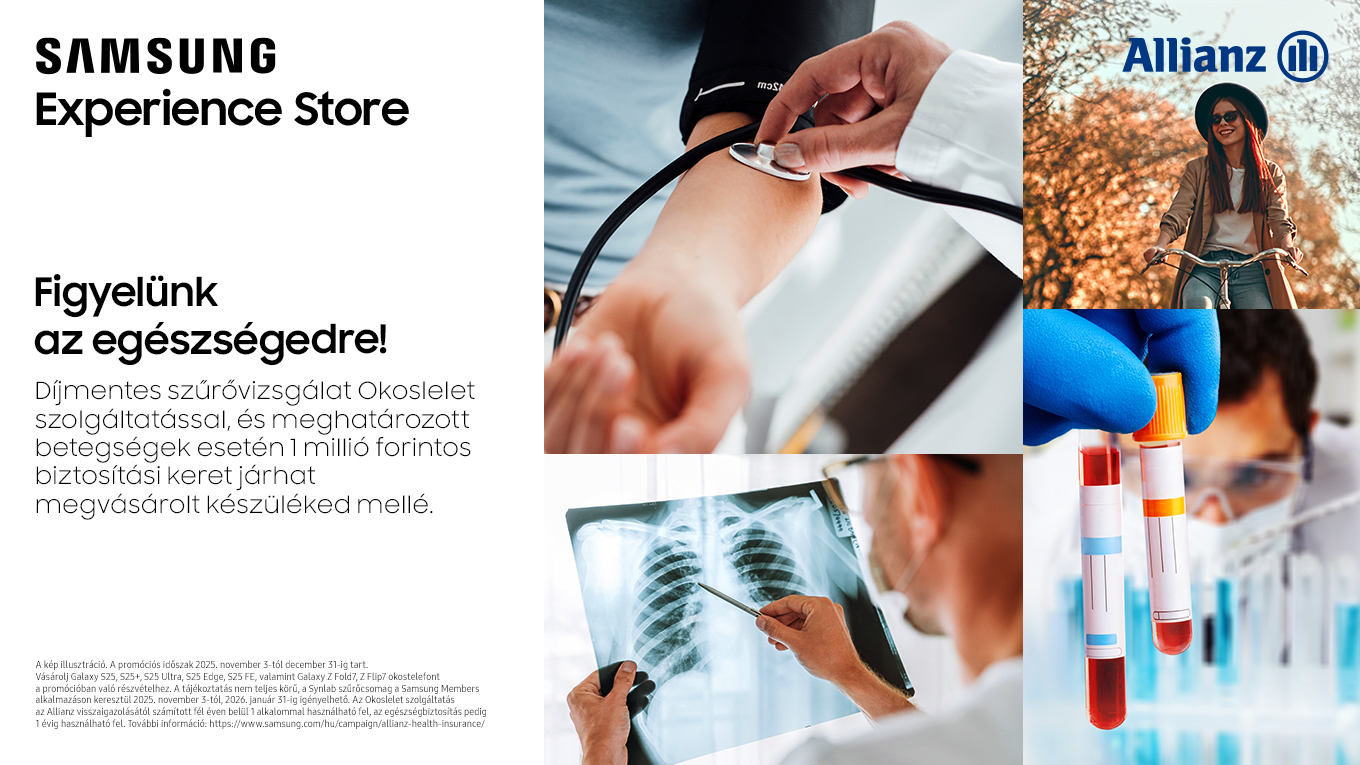 SAMSUNG
Experience Store
Allianz
Figyelünk
az egészségedre!
Díjmentes szűrővizsgálat Okoslelet
szolgáltatással, és meghatározott
betegségek esetén 1 millió forintos
biztosítási keret járhat
megvásárolt készüléked mellé.
A kép illusztráció. A promóciós időszak 2025. november 3-tól december 31-ig tart.
Vásárolj Galaxy S25, S25+, S25 Ultra, S25 Edge, S25 FE, valamint Galaxy Z Fold7, Z Flip7 okostelefont
a promócióban való részvételhez. A tájékoztatás nem teljes körű, a Synlab szűrőcsomag a Samsung Members
alkalmazáson keresztül 2025. november 3-tól, 2026. január 31-ig igényelhető. Az Okoslelet szolgáltatás
az Allianz visszaigazolásától számított fél éven belül 1 alkalommal használható fel, az egészségbiztosítás pedig
1 évig használható fel. További információ: https://www.samsung.com/hu/campaign/allianz-health-insurance/